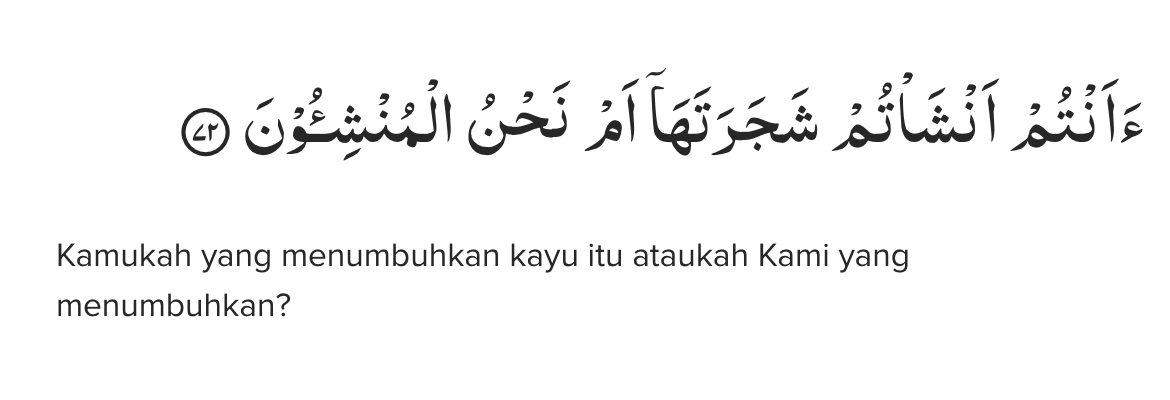 ءَاَنْتُمْ اَنْشَأْتُمْ شَجَرَتَهَآ اَمْ نَحْنُ الْمُنْشِـُٔوْنَ ٧٢
Kamukah yang menumbuhkan kayu itu ataukah Kami yang
menumbuhkan?